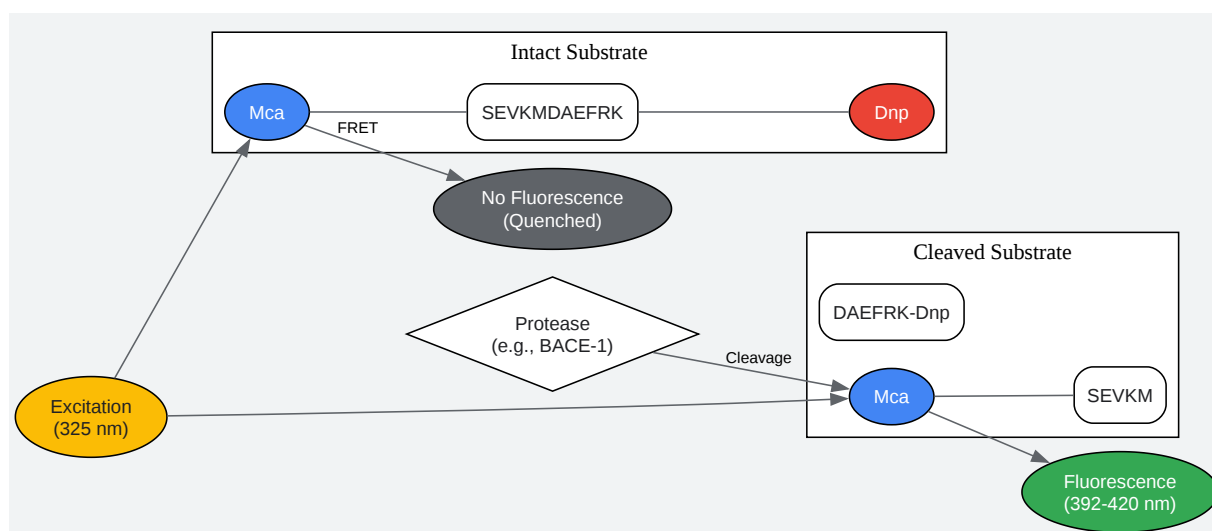 Intact Substrate
Mca
SEVKMDAEFRK
Dnp
FRET
No Fluorescence
(Quenched)
Cleaved Substrate
DAEFRK-Dnp
Protease
(e.g., BACE-1)
Cleavage
Mca
SEVKM
Excitation
(325 nm)
Fluorescence
(392-420 nm)